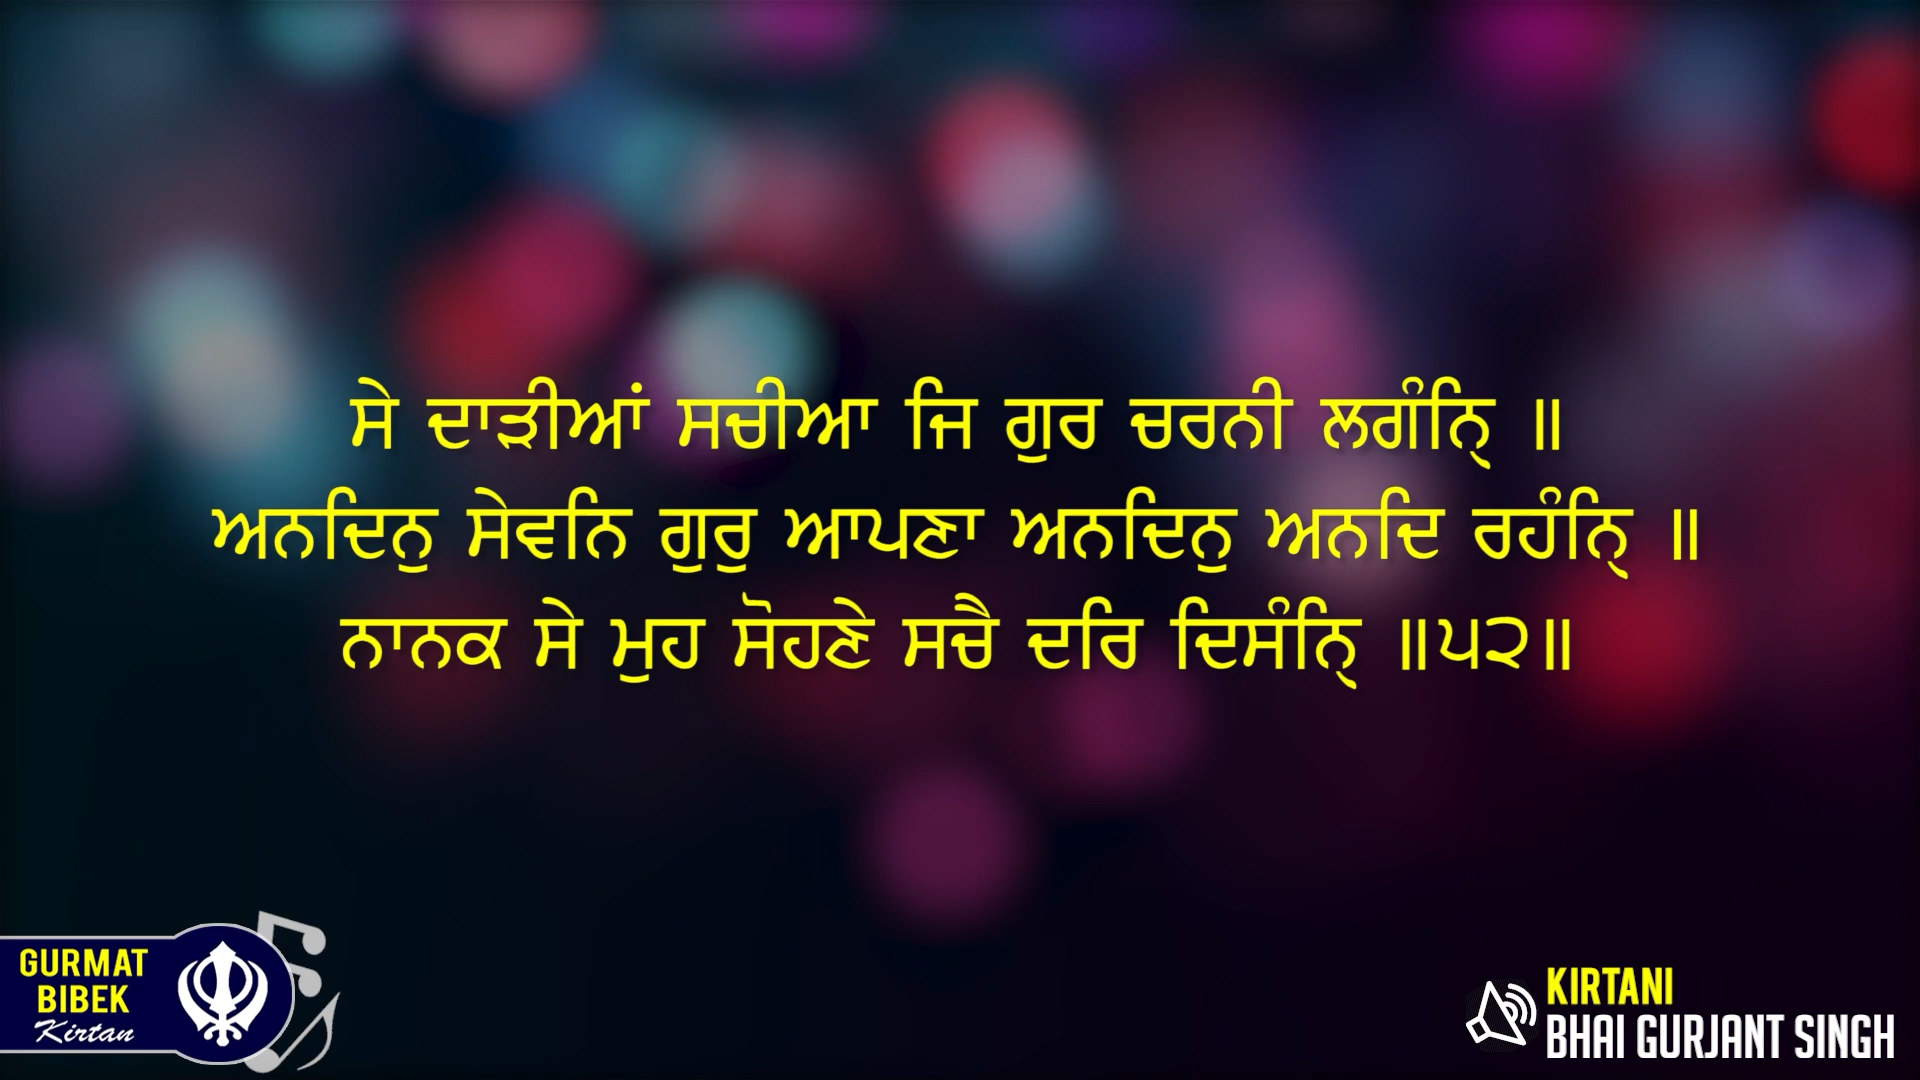 ਸੇ ਦਾੜੀਆਂ ਸਚੀਆ ਜਿ ਗੁਰ ਚਰਨੀ ਲਗੰਨ੍ਹਿ ॥
ਅਨਦਿਨੁ ਸੇਵਨਿ ਗੁਰੁ ਆਪਣਾ ਅਨਦਿਨੁ ਅਨਦਿ ਰਹੰਨ੍ਹਿ ॥
ਨਾਨਕ ਸੇ ਮੁਹ ਸੋਹਣੇ ਸਚੈ ਦਰਿ ਦਿਸੰਨ੍ਹਿ ॥੫੨॥
GURMAT
BIBEK
Kirtan
KIRTANI
BHAI GURJANT SINGH